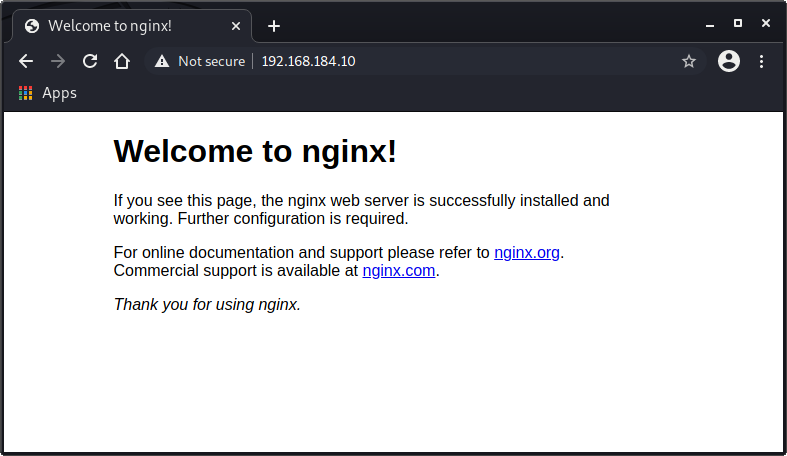 Welcome to nginx!
Not secure
192.168.184.10
Apps
Welcome to nginx!
If you see this page, the nginx web server is successfully installed and
working. Further configuration is required.
For online documentation and support please refer to nginx.org.
Commercial support is available at nginx.com.
Thank you for using nginx.